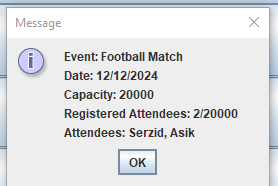 Message
Event: Football Match
Date: 12/12/2024
Capacity: 20000
Registered Attendees: 2/20000
Attendees: Serzid, Asik
OK